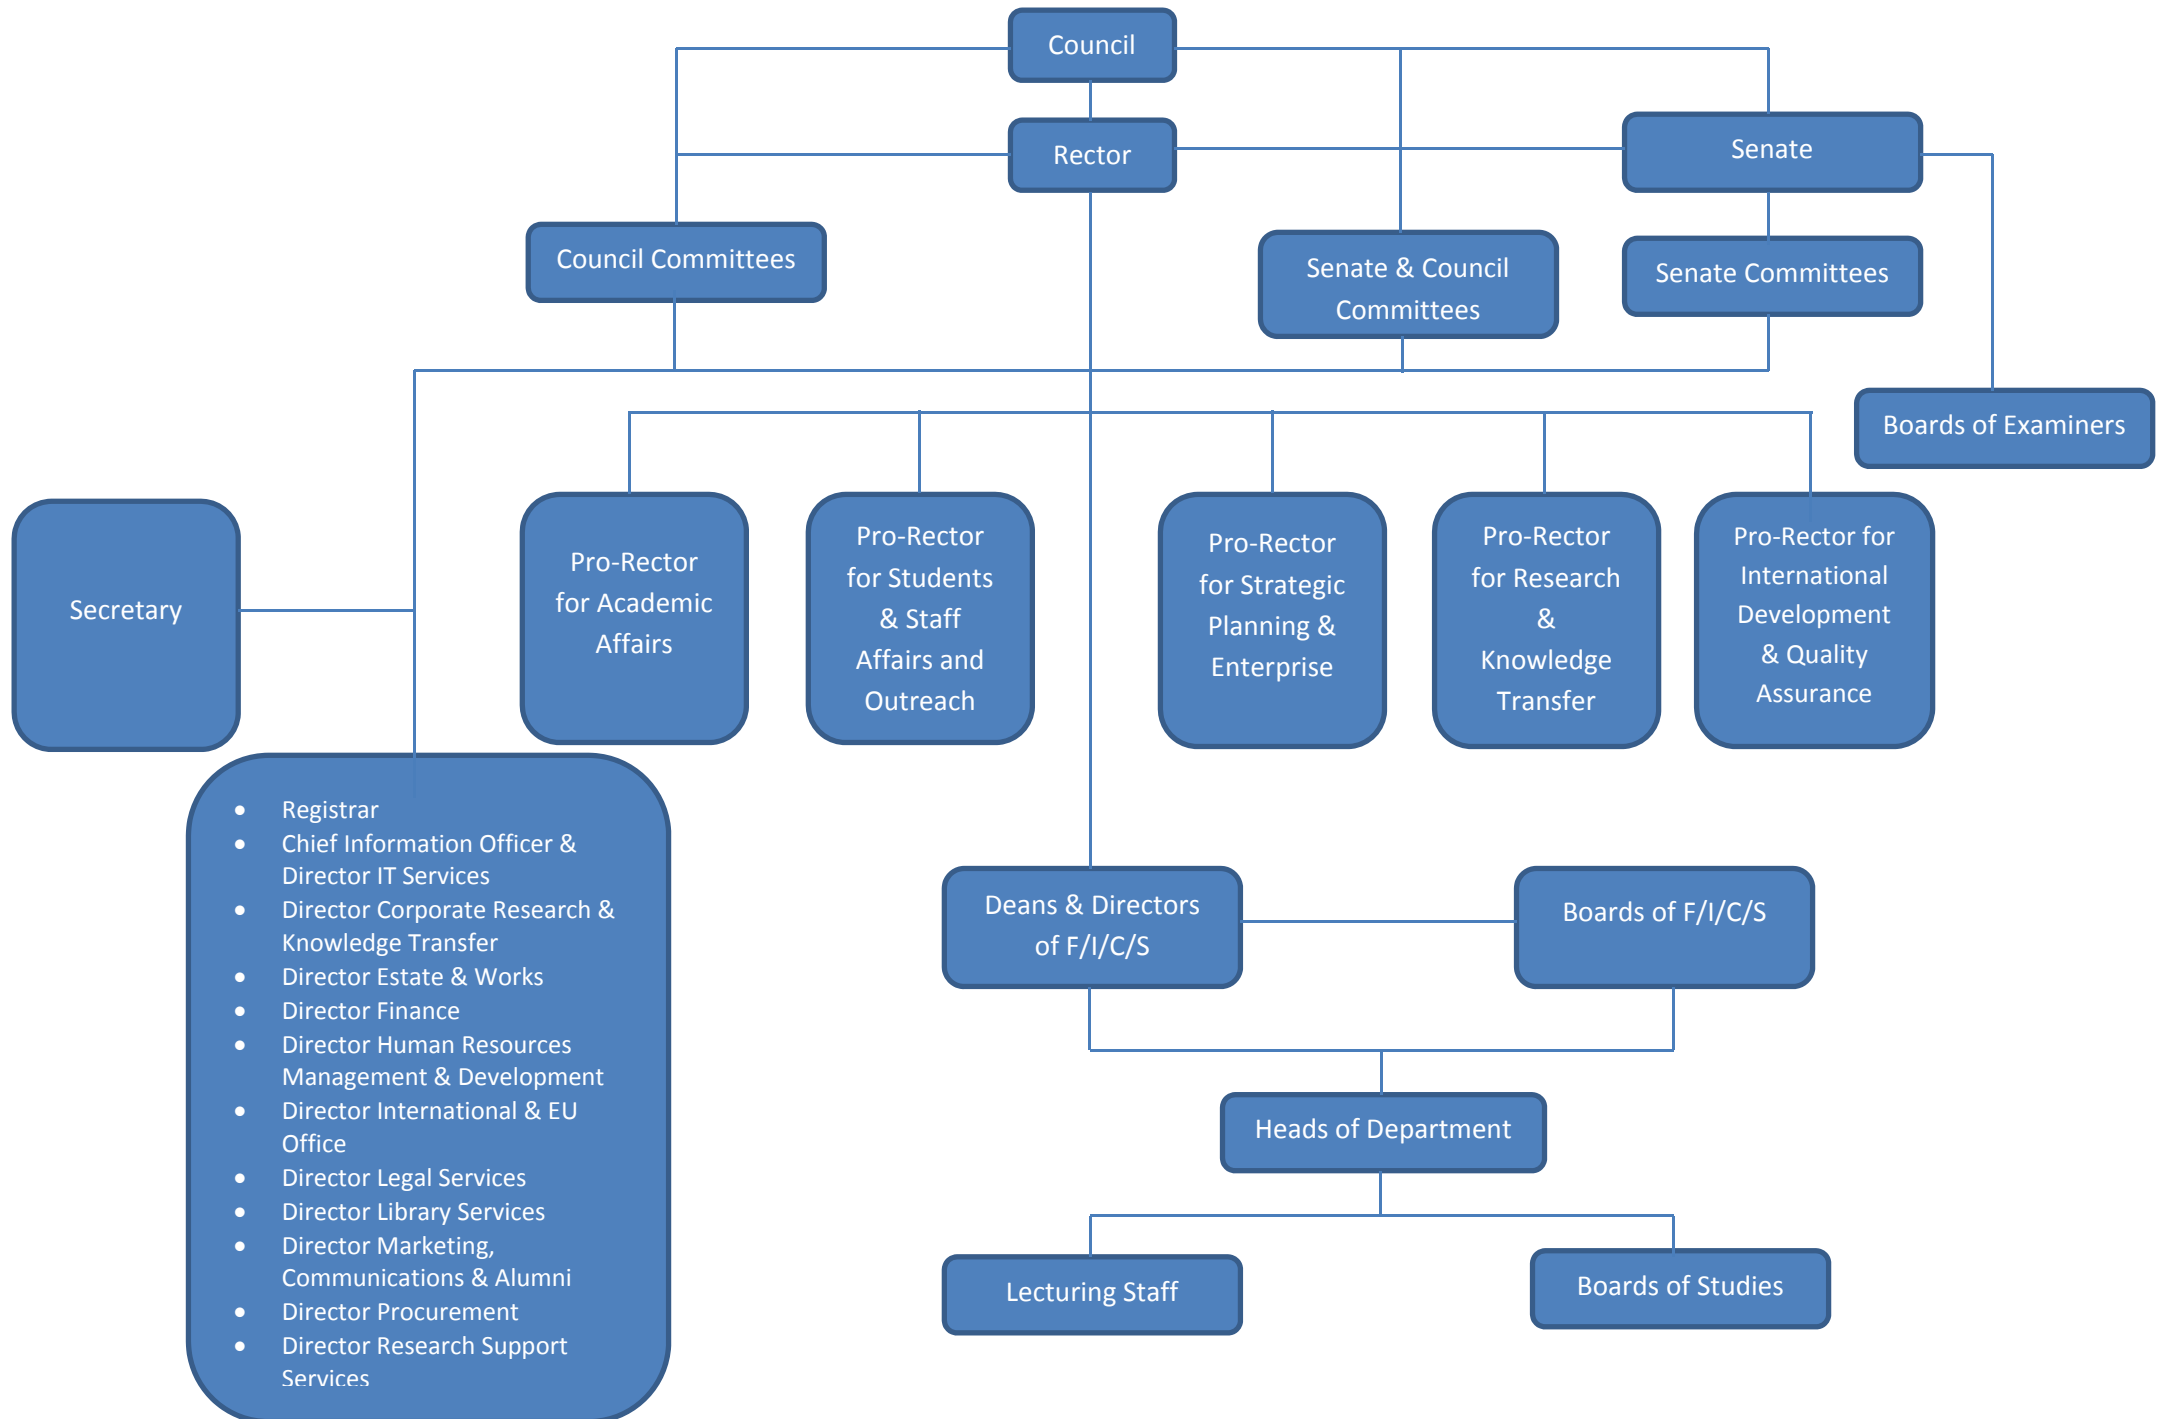 Council
Rector
Senate
Council Committees
Senate & Council
Committees
Senate Committees
Boards of Examiners
Secretary
Pro-Rector
for Academic
Affairs
Pro-Rector
for Students
& Staff
Affairs and
Outreach
Pro-Rector
for Strategic
Planning &
Enterprise
Pro-Rector
for Research
&
Knowledge
Transfer
Pro-Rector for
International
Development
& Quality
Assurance
• Registrar
• Chief Information Officer &
Director IT Services
• Director Corporate Research &
Knowledge Transfer
• Director Estate & Works
• Director Finance
• Director Human Resources
Management & Development
• Director International & EU
Office
• Director Legal Services
• Director Library Services
• Director Marketing,
Communications & Alumni
• Director Procurement
• Director Research Support
Services
Deans & Directors
of F/I/C/S
Boards of F/I/C/S
Heads of Department
Lecturing Staff
Boards of Studies